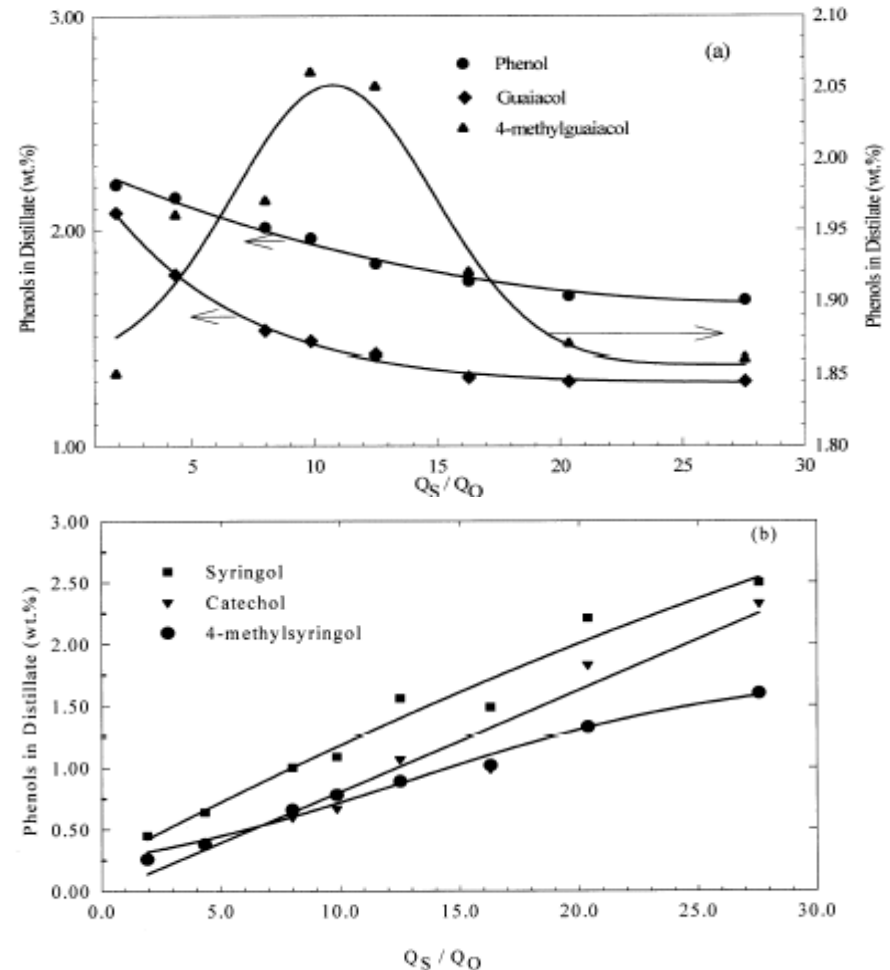 3.00
2.10
(a)
Phenol
Guaiacol
4-methylguaiacol
2.05
2.00
2.00
1.95
1.90
1.85
1.00
1.80
5
10
15
20
25
30
Phenols in Distillate (wt.%)
Phenols in Distillate (wt.%)
QS / QO
3.00
(b)
Syringol
Catechol
4-methylsyringol
2.50
2.00
1.50
1.00
0.50
0.00
0.0
5.0
10.0
15.0
20.0
25.0
30.0
Phenols in Distillate (wt.%)
QS / QO